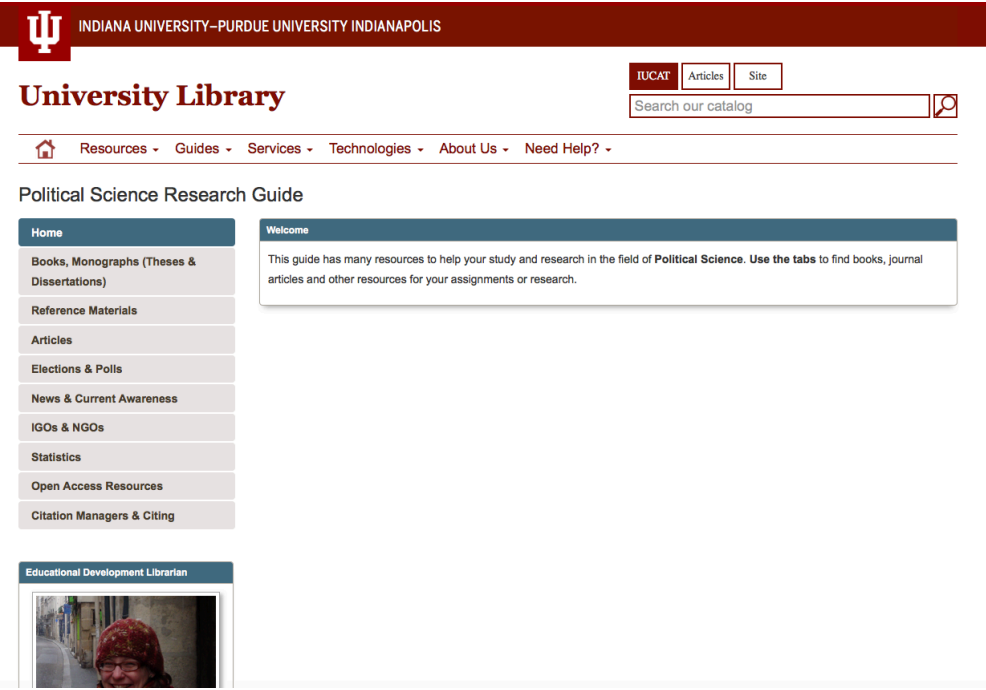 INDIANA UNIVERSITY–PURDUE UNIVERSITY INDIANAPOLIS
University Library
IUCAT Articles Site
Search our catalog
Resources Guides Services Technologies About Us Need Help?
Political Science Research Guide
Home
Books, Monographs (Theses &
Dissertations)
Reference Materials
Articles
Elections & Polls
News & Current Awareness
IGOs & NGOs
Statistics
Open Access Resources
Citation Managers & Citing
Welcome
This guide has many resources to help your study and research in the field of Political Science. Use the tabs to find books, journal
articles and other resources for your assignments or research.
Educational Development Librarian